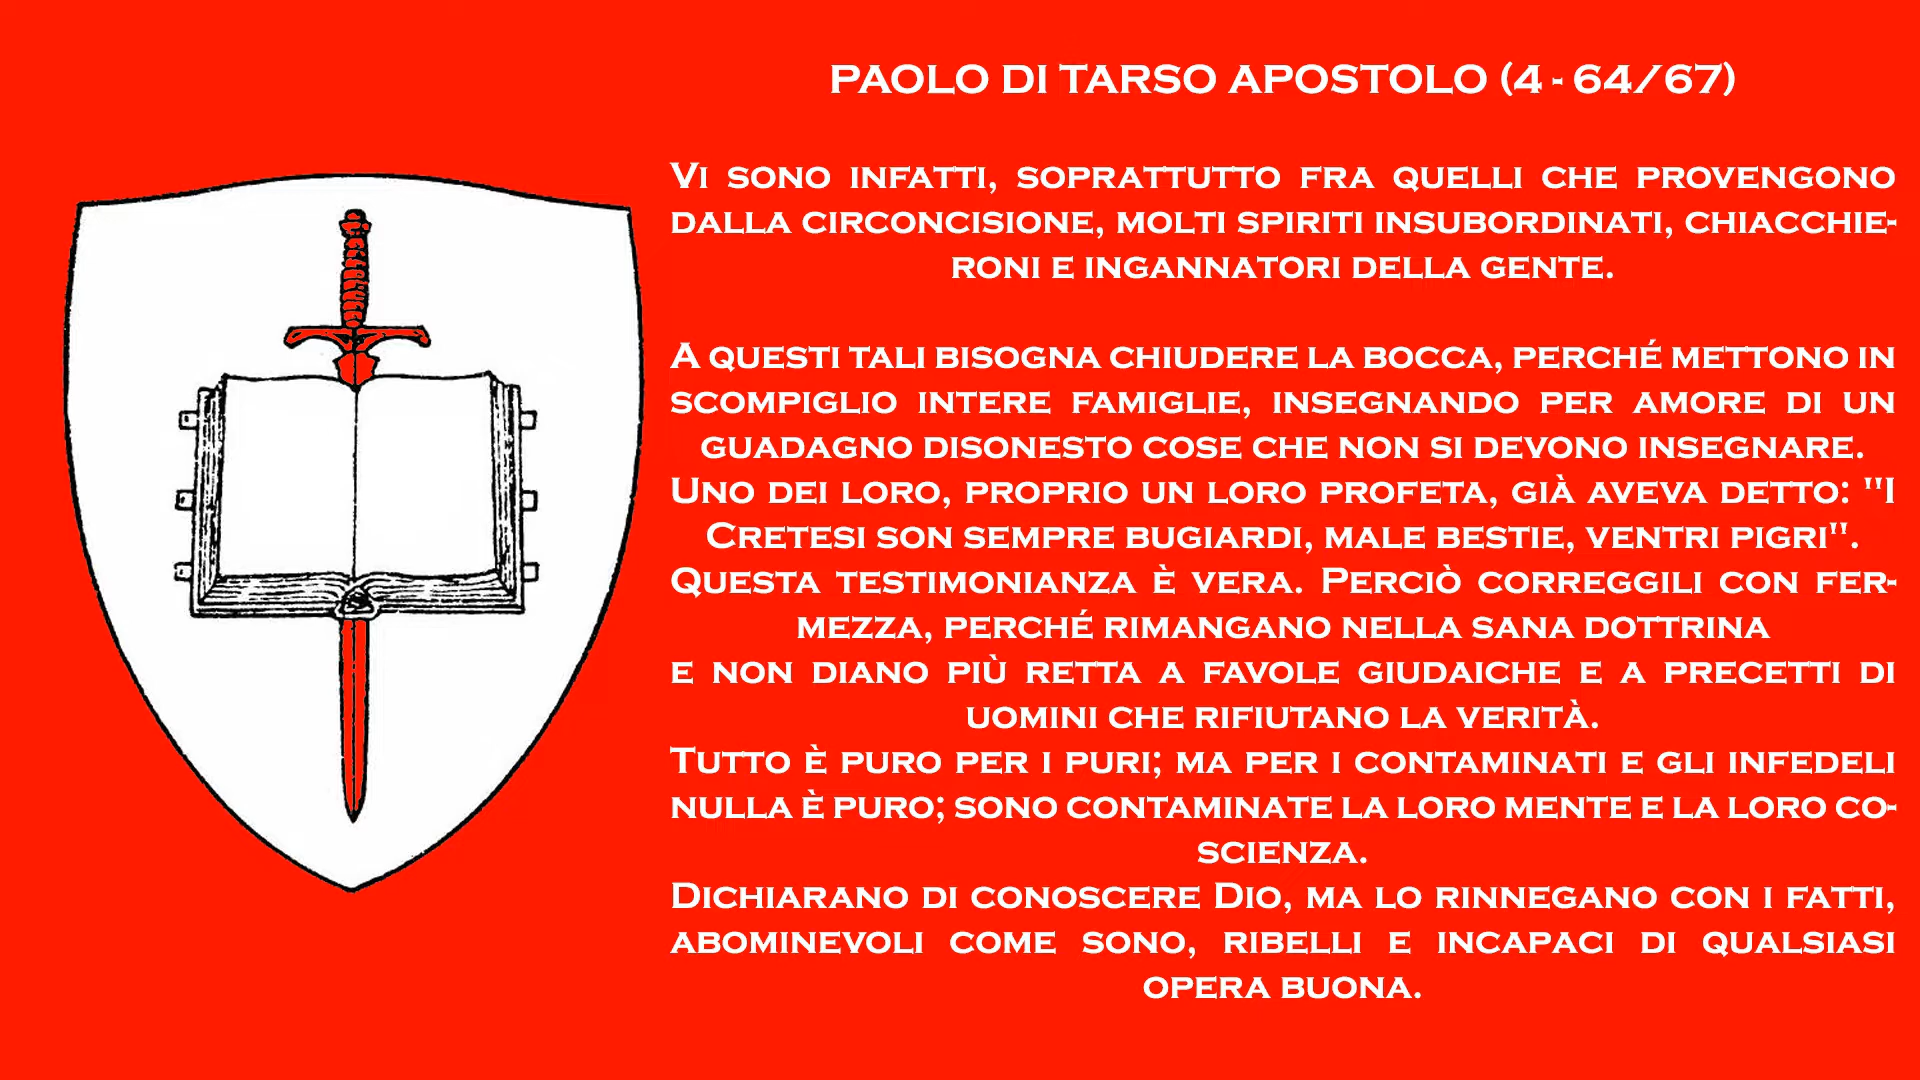 PAOLO DI TARSO APOSTOLO (4 - 64/67)
Vi sono infatti, soprattutto fra quelli che provengono
dalla circoncisione, molti spiriti insubordinati, chiacchie-
roni e ingannatori della gente.
A questi tali bisogna chiudere la bocca, perché mettono in
scompiglio intere famiglie, insegnando per amore di un
guadagno disonesto cose che non si devono insegnare.
Uno dei loro, proprio un loro profeta, già aveva detto: "I
Cretesi son sempre bugiardi, male bestie, ventri pigri".
Questa testimonianza è vera. Perciò correggili con fer-
mezza, perché rimangano nella sana dottrina
e non diano più retta a favole giudaiche e a precetti di
uomini che rifiutano la verità.
Tutto è puro per i puri; ma per i contaminati e gli infedeli
nulla è puro; sono contaminate la loro mente e la loro co-
scienza.
Dichiarano di conoscere Dio, ma lo rinnegano con i fatti,
abominevoli come sono, ribelli e incapaci di qualsiasi
opera buona.